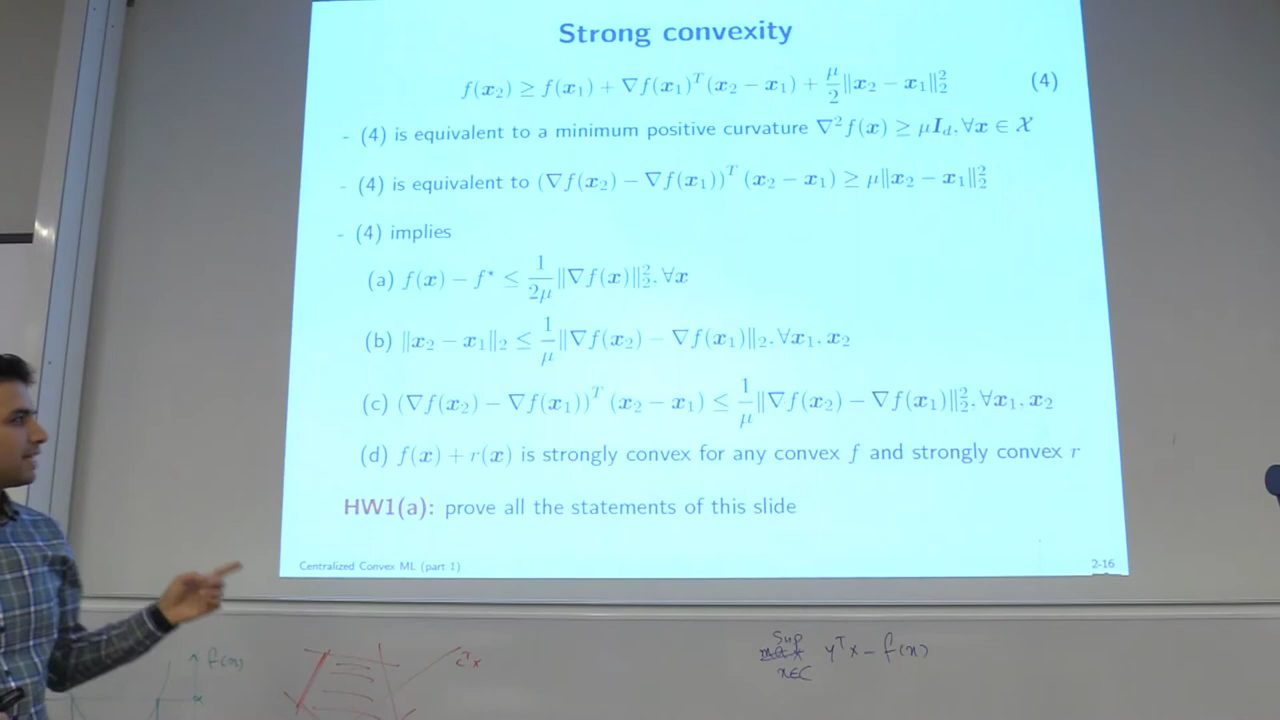 Strong convexity
f(x₂) ≥ f(x₁) + ∇f(x₁)ᵀ(x₂ − x₁) + μ/2 ‖x₂ − x₁‖₂² (4)
- (4) is equivalent to a minimum positive curvature ∇²f(x) ≥ μI_d, ∀x ∈ 𝒳
- (4) is equivalent to (∇f(x₂) − ∇f(x₁))ᵀ (x₂ − x₁) ≥ μ‖x₂ − x₁‖₂²
- (4) implies
(a) f(x) − f* ≤ 1/2μ ‖∇f(x)‖₂², ∀x
(b) ‖x₂ − x₁‖₂ ≤ 1/μ ‖∇f(x₂) − ∇f(x₁)‖₂, ∀x₁, x₂
(c) (∇f(x₂) − ∇f(x₁))ᵀ (x₂ − x₁) ≤ 1/μ ‖∇f(x₂) − ∇f(x₁)‖₂², ∀x₁, x₂
(d) f(x) + r(x) is strongly convex for any convex f and strongly convex r
HW1(a): prove all the statements of this slide
Centralized Convex ML (part 1) 2-16
f(x)
cᵀx
Sup yᵀx − f(x)
x∈C